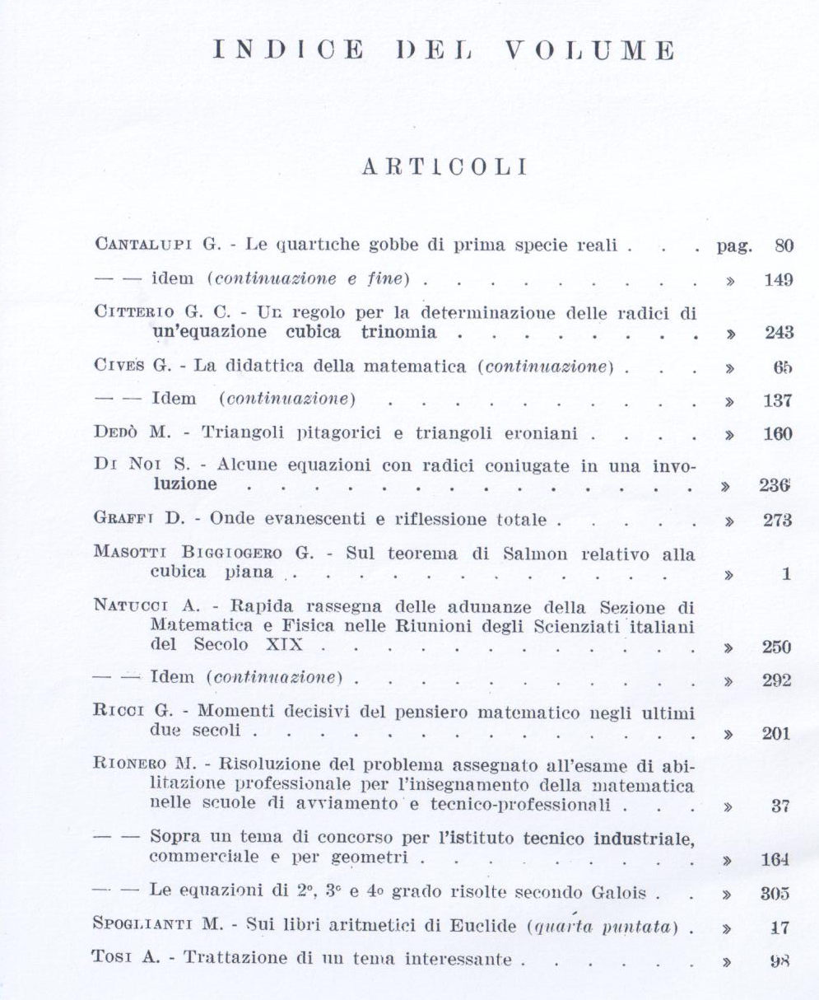 INDICE DEL VOLUME
ARTICOLI
CANTALUPI G. - Le quartiche gobbe di prima specie reali . . . pag. 80
— — idem (continuazione e fine) . . . . . . . . . » 149
CITTERIO G. C. - Un regolo per la determinazione delle radici di
un'equazione cubica trinomia . . . . . . . . » 243
CIVES G. - La didattica della matematica (continuazione) . . . » 65
— — Idem (continuazione) . . . . . . . . . . » 137
DEDÒ M. - Triangoli pitagorici e triangoli eroniani . . . . » 160
DI NOI S. - Alcune equazioni con radici coniugate in una invo-
luzione . . . . . . . . . . . . . . » 236
GRAFFI D. - Onde evanescenti e riflessione totale . . . . . » 273
MASOTTI BIGGIOGERO G. - Sul teorema di Salmon relativo alla
cubica piana . . . . . . . . . . . . » 1
NATUCCI A. - Rapida rassegna delle adunanze della Sezione di
Matematica e Fisica nelle Riunioni degli Scienziati italiani
del Secolo XIX . . . . . . . . . . . . » 250
— — Idem (continuazione) . . . . . . . . . . . » 292
RICCI G. - Momenti decisivi del pensiero matematico negli ultimi
due secoli . . . . . . . . . . . . . . » 201
RIONERO M. - Risoluzione del problema assegnato all'esame di abi-
litazione professionale per l'insegnamento della matematica
nelle scuole di avviamento e tecnico-professionali . . . » 37
— — Sopra un tema di concorso per l'istituto tecnico industriale,
commerciale e per geometri . . . . . . . . . » 164
— — Le equazioni di 2º, 3º e 4º grado risolte secondo Galois . . » 305
SPOGLIANTI M. - Sui libri aritmetici di Euclide (quarta puntata) . » 17
TOSI A. - Trattazione di un tema interessante . . . . . . » 98